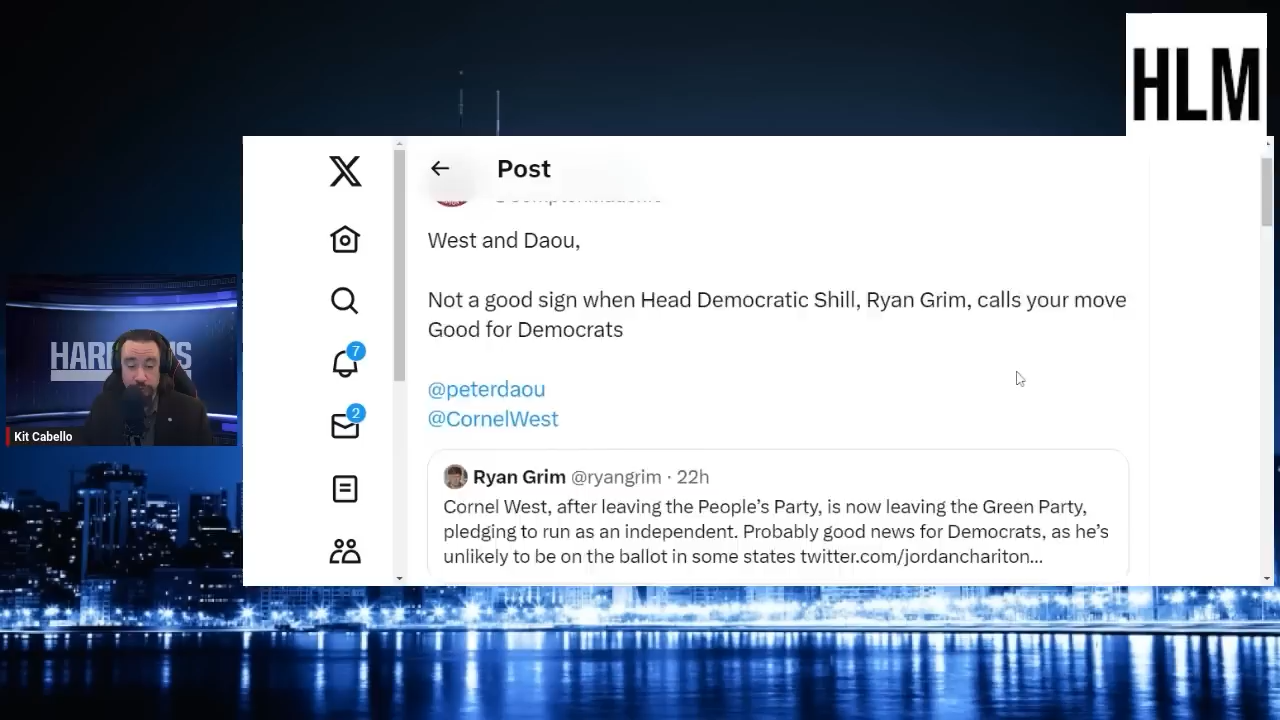 HLM
Post
West and Daou,
Not a good sign when Head Democratic Shill, Ryan Grim, calls your move
Good for Democrats
@peterdaou
@CornelWest
7
2
Ryan Grim @ryangrim · 22h
Cornel West, after leaving the People's Party, is now leaving the Green Party,
pledging to run as an independent. Probably good news for Democrats, as he's
unlikely to be on the ballot in some states twitter.com/jordanchariton...
Kit Cabello